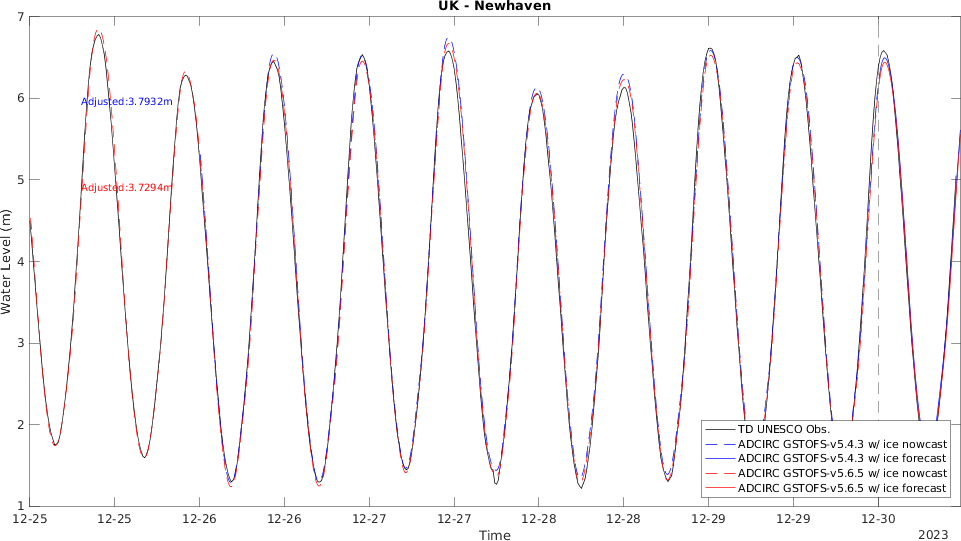 UK - Newhaven
7
6
5
4
3
2
1
Water Level (m)
Adjusted:3.7932m
Adjusted:3.7294m
TD UNESCO Obs.
ADCIRC GSTOFS-v5.4.3 w/ ice nowcast
ADCIRC GSTOFS-v5.4.3 w/ ice forecast
ADCIRC GSTOFS-v5.6.5 w/ ice nowcast
ADCIRC GSTOFS-v5.6.5 w/ ice forecast
12-25 12-25 12-26 12-26 12-27 12-27 12-28 12-28 12-29 12-29 12-30
Time
2023